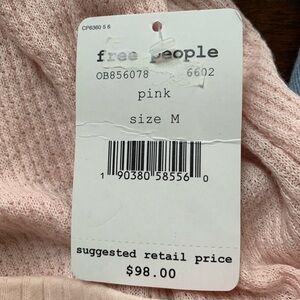 CP6360 5 6
free people
OB856078 6602
pink
size M
1 90380 58556 0
suggested retail price
$98.00